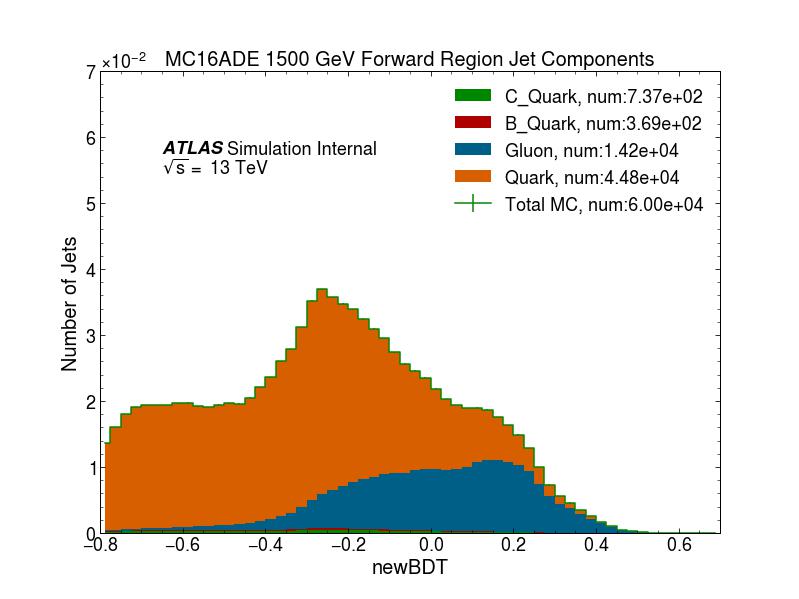 ×10⁻²
MC16ADE 1500 GeV Forward Region Jet Components
7
6
5
4
3
2
1
0
Number of Jets
ATLAS Simulation Internal
√s = 13 TeV
C_Quark, num:7.37e+02
B_Quark, num:3.69e+02
Gluon, num:1.42e+04
Quark, num:4.48e+04
Total MC, num:6.00e+04
−0.8 −0.6 −0.4 −0.2 0.0 0.2 0.4 0.6
newBDT